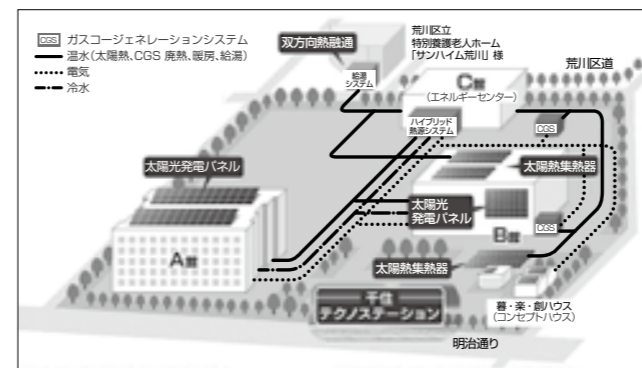 CGS ガスコージェネレーションシステム
温水(太陽熱、CGS 廃熱、暖房、給湯)
電気
冷水
双方向熱融通
荒川区立
特別養護老人ホーム
「サンハイム荒川」様
荒川区道
給湯
システム
C館
(エネルギーセンター)
ハイブリッド
熱源システム
CGS
太陽光発電パネル
太陽熱集熱器
太陽光
発電パネル
A館
B館
CGS
太陽熱集熱器
千住
テクノステーション
暮・楽・創ハウス
(コンセプトハウス)
明治通り